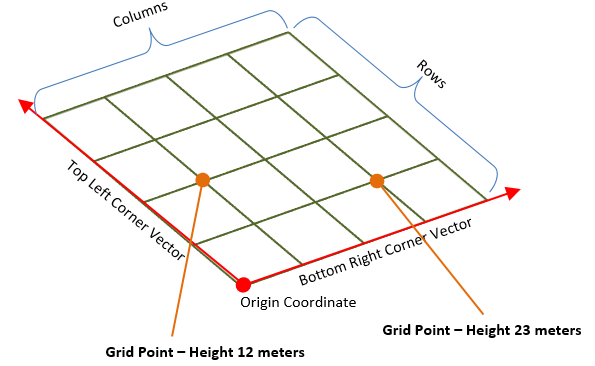 Columns
Rows
Top Left Corner Vector
Bottom Right Corner Vector
Origin Coordinate
Grid Point – Height 23 meters
Grid Point – Height 12 meters